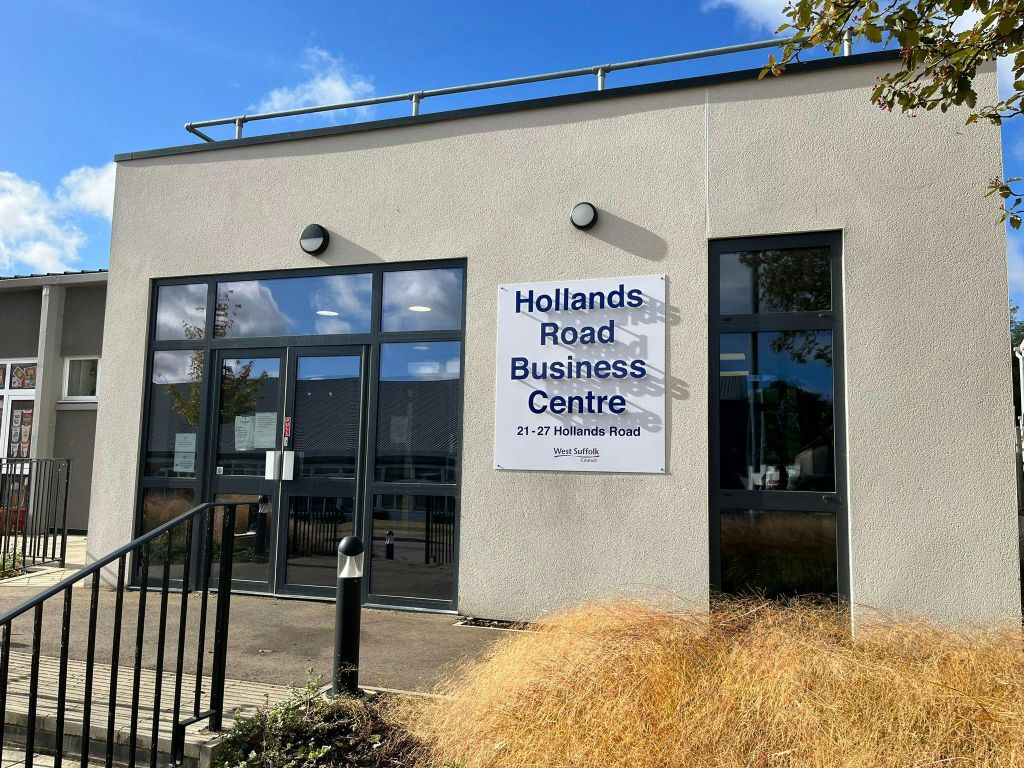 Hollands
Road
Business
Centre
21-27 Hollands Road
West Suffolk
Council